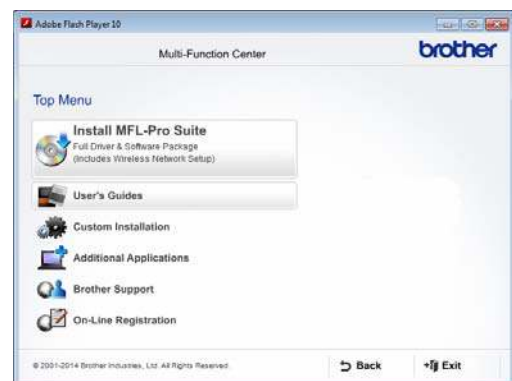 Adobe Flash Player 10
Multi-Function Center
brother
Top Menu
Install MFL-Pro Suite
Full Driver & Software Package
(Includes Wireless Network Setup)
User's Guides
Custom Installation
Additional Applications
Brother Support
On-Line Registration
© 2001-2014 Brother Industries, Ltd. All Rights Reserved.
Back
Exit